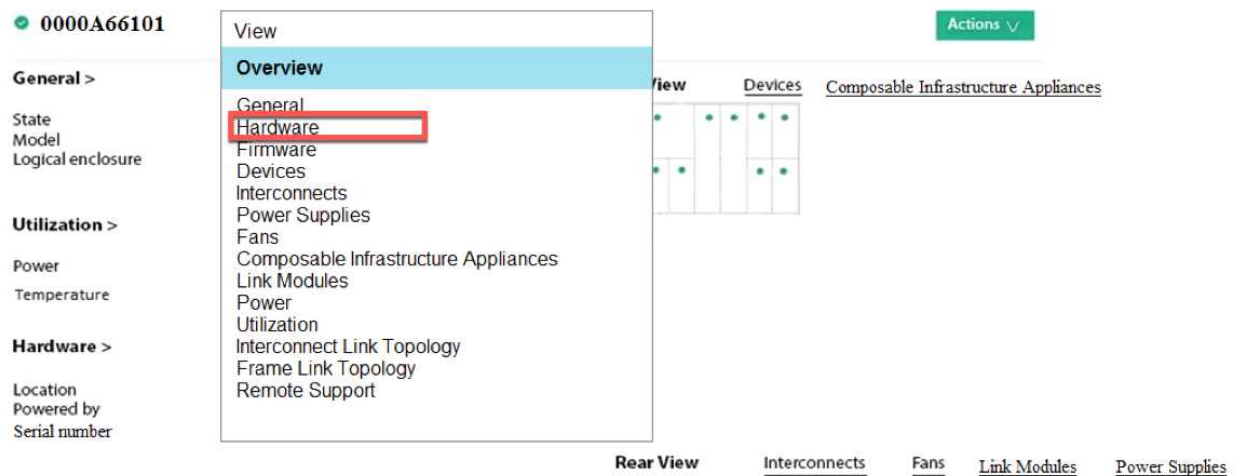 0000A66101
Actions
View
Overview
General
Hardware
Firmware
Devices
Interconnects
Power Supplies
Fans
Composable Infrastructure Appliances
Link Modules
Power
Utilization
Interconnect Link Topology
Frame Link Topology
Remote Support
General >
State
Model
Logical enclosure
Utilization >
Power
Temperature
Hardware >
Location
Powered by
Serial number
View
Devices
Composable Infrastructure Appliances
Rear View
Interconnects
Fans
Link Modules
Power Supplies